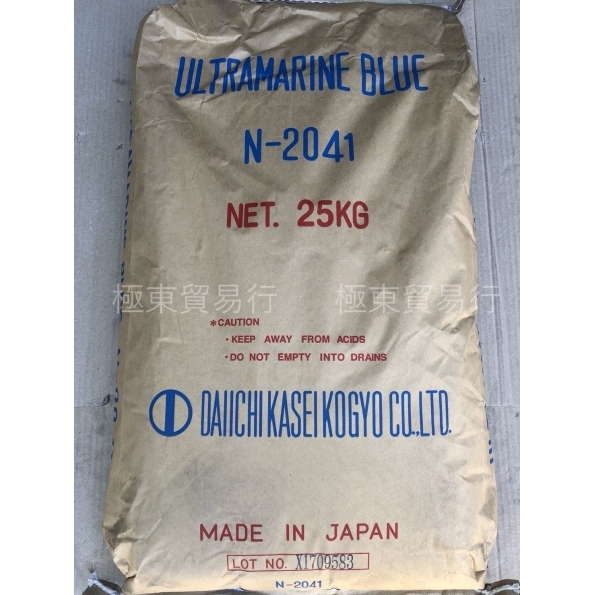 ULTRAMARINE BLUE
N-2041
NET. 25KG
極東貿易行 極東貿易行
*CAUTION
・KEEP AWAY FROM ACIDS
・DO NOT EMPTY INTO DRAINS
DAIICHI KASEI KOGYO CO.,LTD.
MADE IN JAPAN
LOT NO. X1709583
N-2041